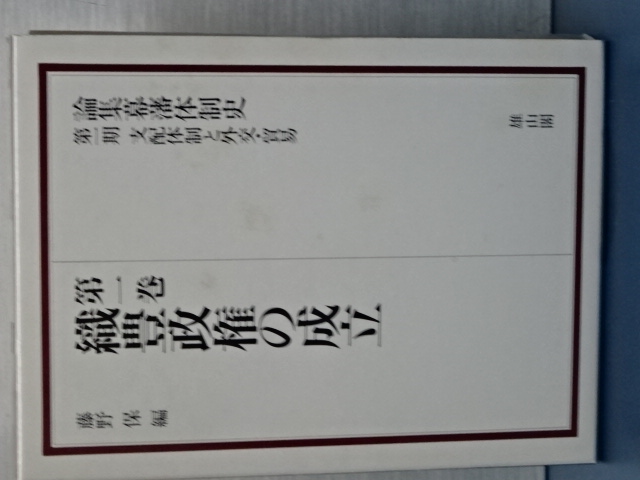 論集幕藩体制史
第一期 支配体制と外交・貿易
雄山閣
第一巻
織豊政権の成立
藤野 保 編